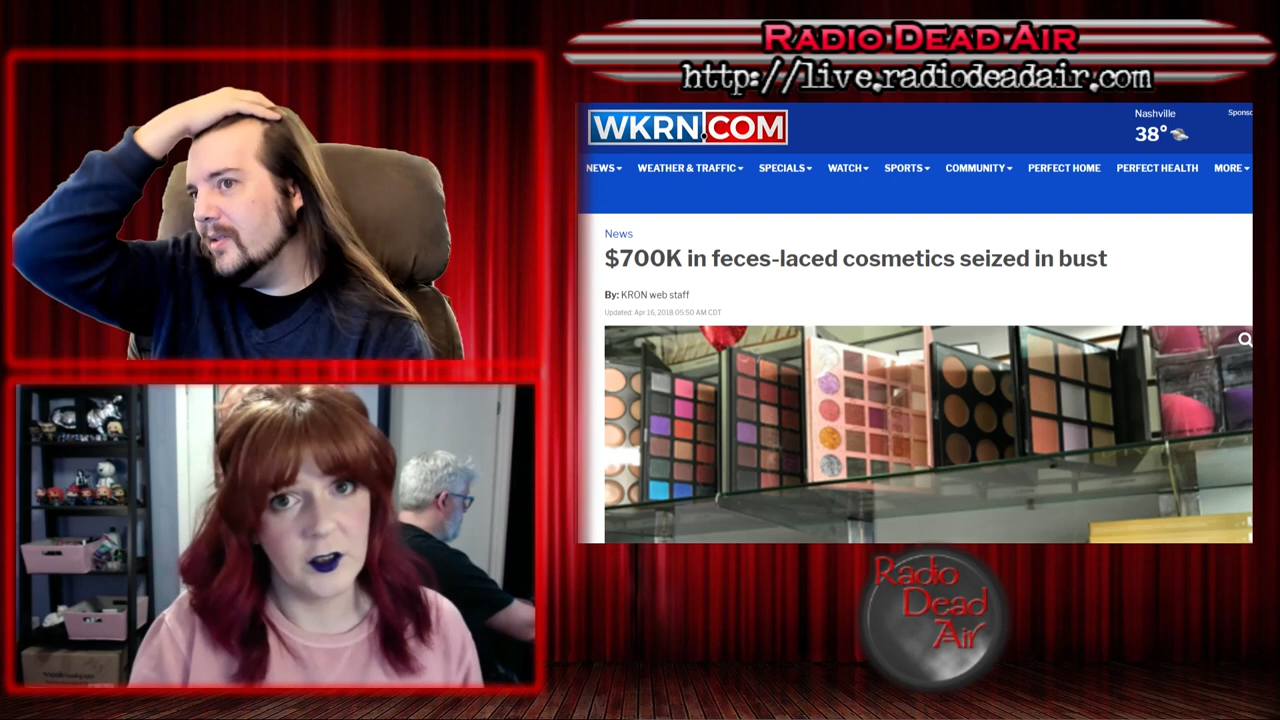 RADIO DEAD AIR
http://live.radiodeadair.com
WKRN.COM
Nashville
38°
Sponsc
NEWS WEATHER & TRAFFIC SPECIALS WATCH SPORTS COMMUNITY PERFECT HOME PERFECT HEALTH MORE
News
$700K in feces-laced cosmetics seized in bust
By: KRON web staff
Updated: Apr 16, 2018 05:50 AM CDT
Radio
Dead
Air